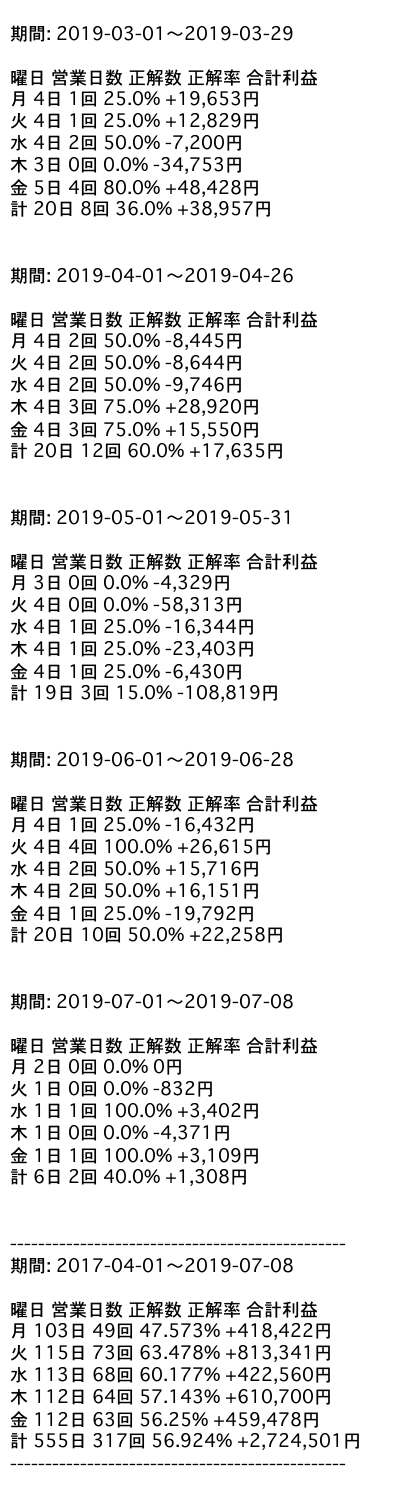 期間: 2019-03-01〜2019-03-29
曜日 営業日数 正解数 正解率 合計利益
月 4日 1回 25.0% +19,653円
火 4日 1回 25.0% +12,829円
水 4日 2回 50.0% -7,200円
木 3日 0回 0.0% -34,753円
金 5日 4回 80.0% +48,428円
計 20日 8回 36.0% +38,957円
期間: 2019-04-01〜2019-04-26
曜日 営業日数 正解数 正解率 合計利益
月 4日 2回 50.0% -8,445円
火 4日 2回 50.0% -8,644円
水 4日 2回 50.0% -9,746円
木 4日 3回 75.0% +28,920円
金 4日 3回 75.0% +15,550円
計 20日 12回 60.0% +17,635円
期間: 2019-05-01〜2019-05-31
曜日 営業日数 正解数 正解率 合計利益
月 3日 0回 0.0% -4,329円
火 4日 0回 0.0% -58,313円
水 4日 1回 25.0% -16,344円
木 4日 1回 25.0% -23,403円
金 4日 1回 25.0% -6,430円
計 19日 3回 15.0% -108,819円
期間: 2019-06-01〜2019-06-28
曜日 営業日数 正解数 正解率 合計利益
月 4日 1回 25.0% -16,432円
火 4日 4回 100.0% +26,615円
水 4日 2回 50.0% +15,716円
木 4日 2回 50.0% +16,151円
金 4日 1回 25.0% -19,792円
計 20日 10回 50.0% +22,258円
期間: 2019-07-01〜2019-07-08
曜日 営業日数 正解数 正解率 合計利益
月 2日 0回 0.0% 0円
火 1日 0回 0.0% -832円
水 1日 1回 100.0% +3,402円
木 1日 0回 0.0% -4,371円
金 1日 1回 100.0% +3,109円
計 6日 2回 40.0% +1,308円
------------------------------------------------
期間: 2017-04-01〜2019-07-08
曜日 営業日数 正解数 正解率 合計利益
月 103日 49回 47.573% +418,422円
火 115日 73回 63.478% +813,341円
水 113日 68回 60.177% +422,560円
木 112日 64回 57.143% +610,700円
金 112日 63回 56.25% +459,478円
計 555日 317回 56.924% +2,724,501円
------------------------------------------------